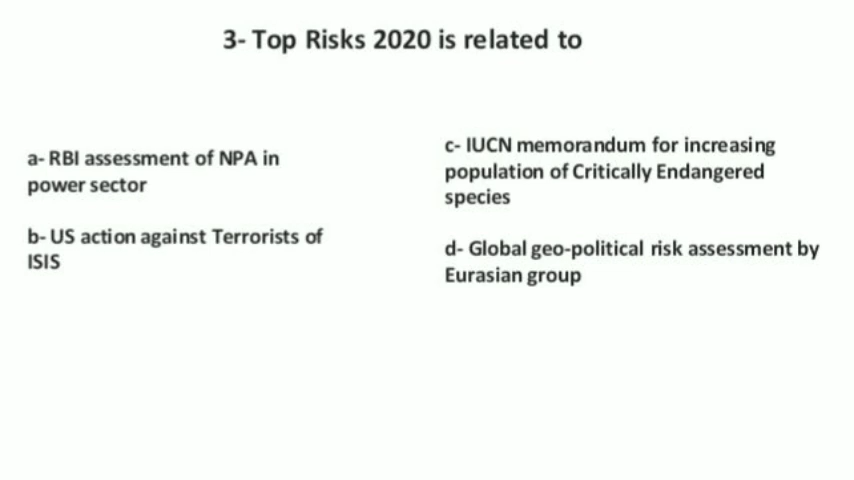 3- Top Risks 2020 is related to
a- RBI assessment of NPA in
power sector
b- US action against Terrorists of
ISIS
c- IUCN memorandum for increasing
population of Critically Endangered
species
d- Global geo-political risk assessment by
Eurasian group